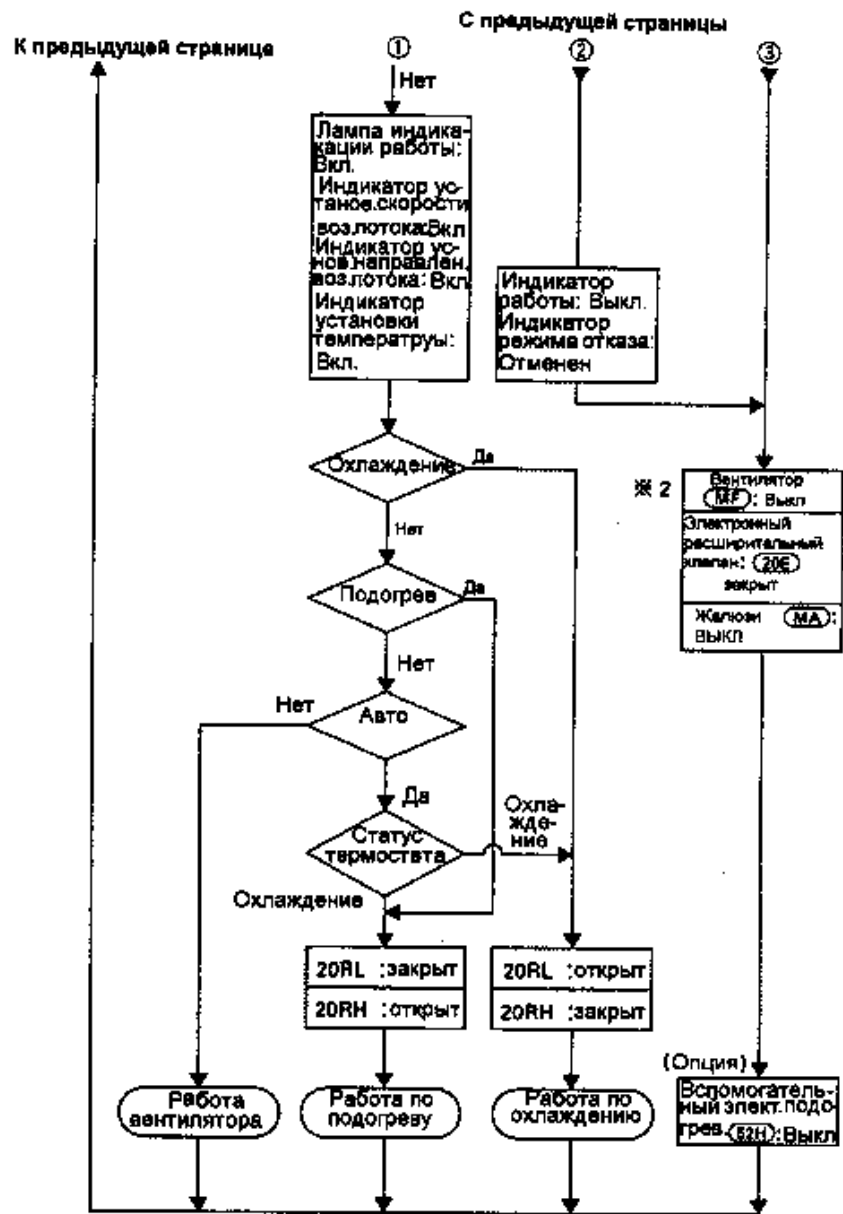 С предыдущей страницы
К предыдущей странице
①
②
③
Нет
Лампа индика-
кации работы:
Вкл.
Индикатор ус-
таное.скорости
воз.потока:Вкл
Индикатор ус-
нов.направлен.
воз.потока: Вкл
Индикатор
установки
температруы:
Вкл.
Индикатор
работы: Выкл.
Индикатор
режима отказа:
Отменен
Охлаждение
Да
Нет
※ 2
Вентилятор
MF : Выкл
Электронный
расширительный
клапан: 20E
закрыт
Жалюзи MA :
выкл
Подогрев
Да
Нет
Нет
Авто
Да
Охла-
ждe-
ние
Статус
термостата
Охлаждение
20RL :закрыт
20RH :открыт
20RL :открыт
20RH :закрыт
(Опция)
Работа
вентилятора
Работа по
подогреву
Работа по
охлаждению
Вспомогатель-
ный элект.подо-
грев. 52H :Выкл